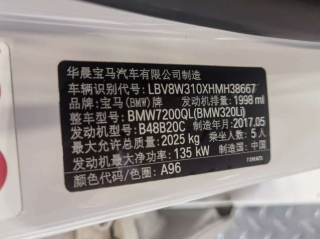 华晨宝马汽车有限公司制造
车辆识别代号: LBV8W310XHMH38667
品牌: 宝马(BMW)牌 发动机排量: 1998 ml
整车型号: BMW7200QL(BMW320Li)
发动机型号: B48B20C 制造年月: 2017.05
最大允许总质量: 2025 kg 乘坐人数: 5 人
发动机最大净功率: 135 kW 制造国: 中国
颜色代码/色圈: A96